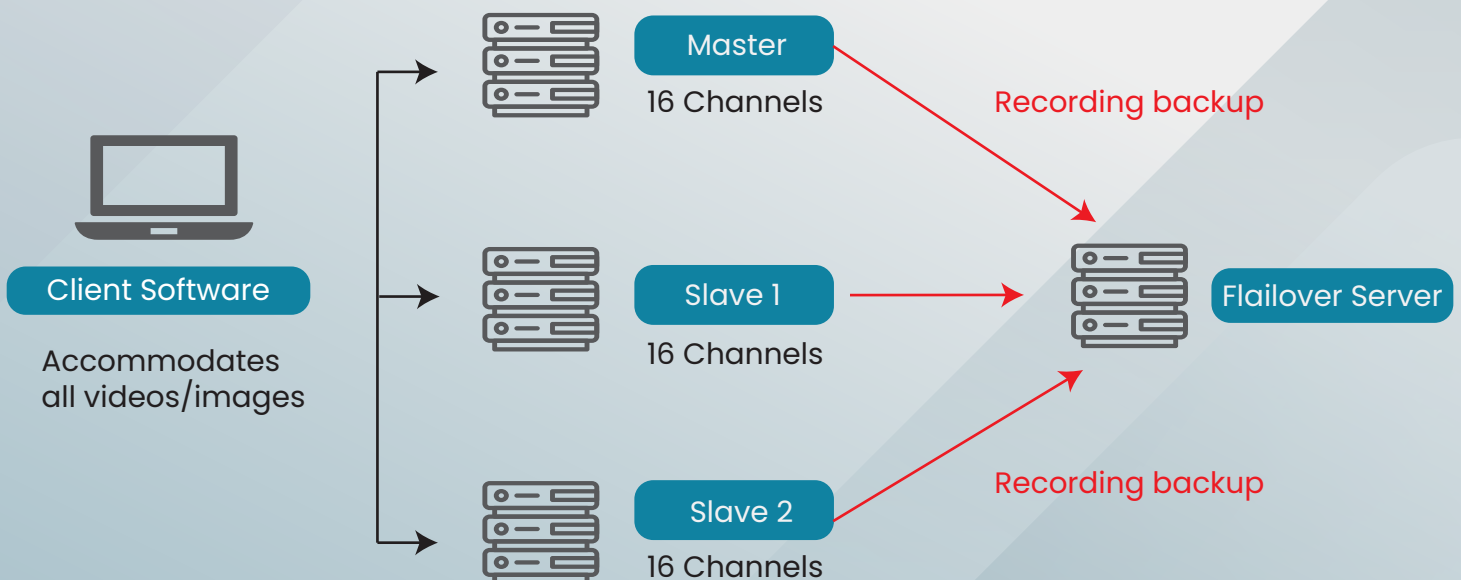 Master
16 Channels
Recording backup
Client Software
Accommodates
all videos/images
Slave 1
16 Channels
Flailover Server
Slave 2
16 Channels
Recording backup